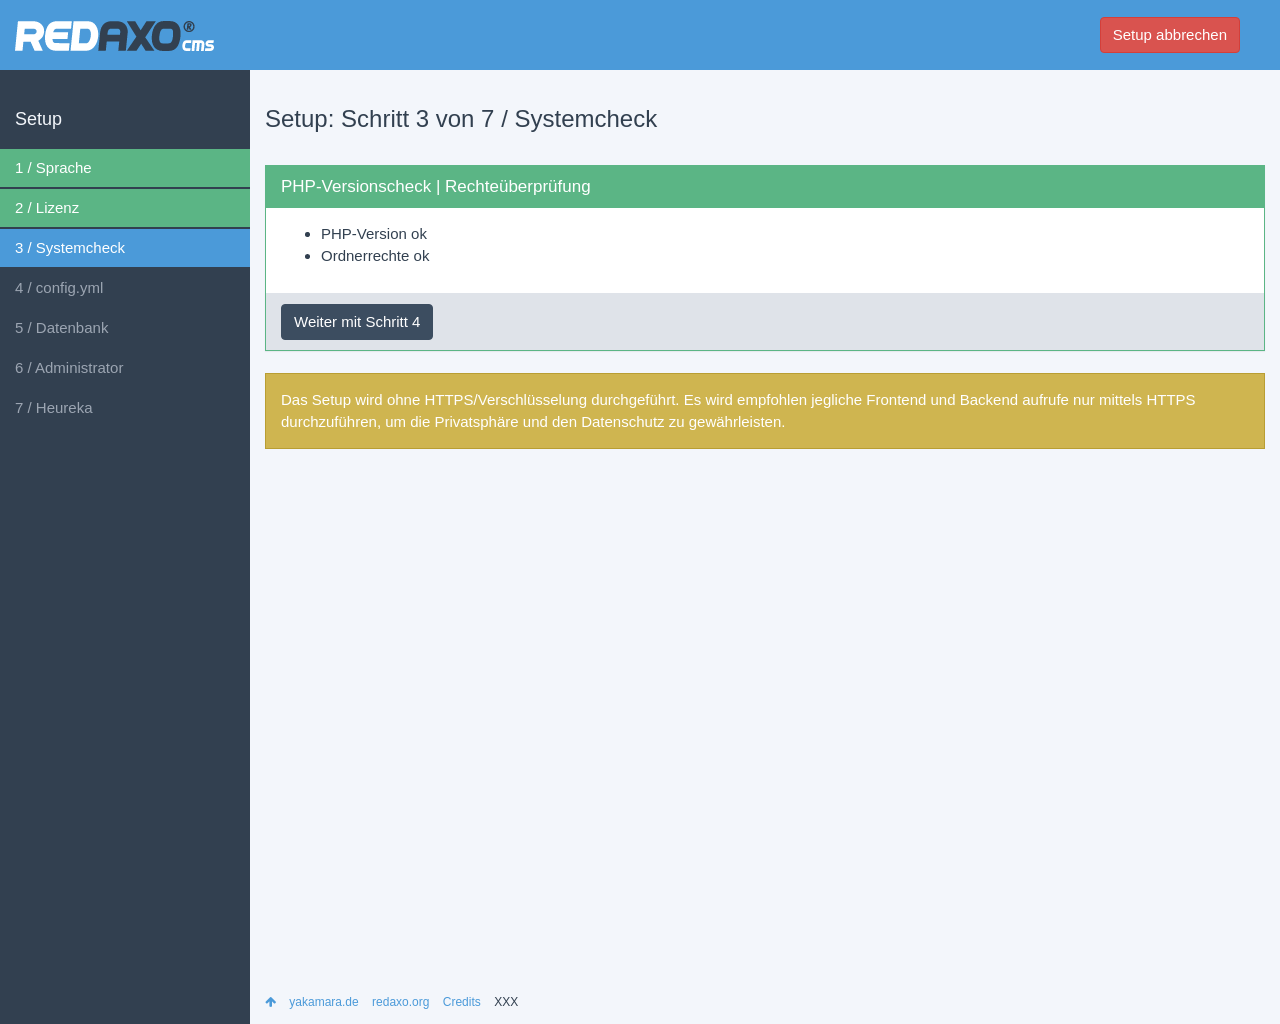 REDAXO® cms
Setup abbrechen
Setup
1 / Sprache
2 / Lizenz
3 / Systemcheck
4 / config.yml
5 / Datenbank
6 / Administrator
7 / Heureka
Setup: Schritt 3 von 7 / Systemcheck
PHP-Versionscheck | Rechteüberprüfung
PHP-Version ok
Ordnerrechte ok
Weiter mit Schritt 4
Das Setup wird ohne HTTPS/Verschlüsselung durchgeführt. Es wird empfohlen jegliche Frontend und Backend aufrufe nur mittels HTTPS
durchzuführen, um die Privatsphäre und den Datenschutz zu gewährleisten.
yakamara.de redaxo.org Credits XXX